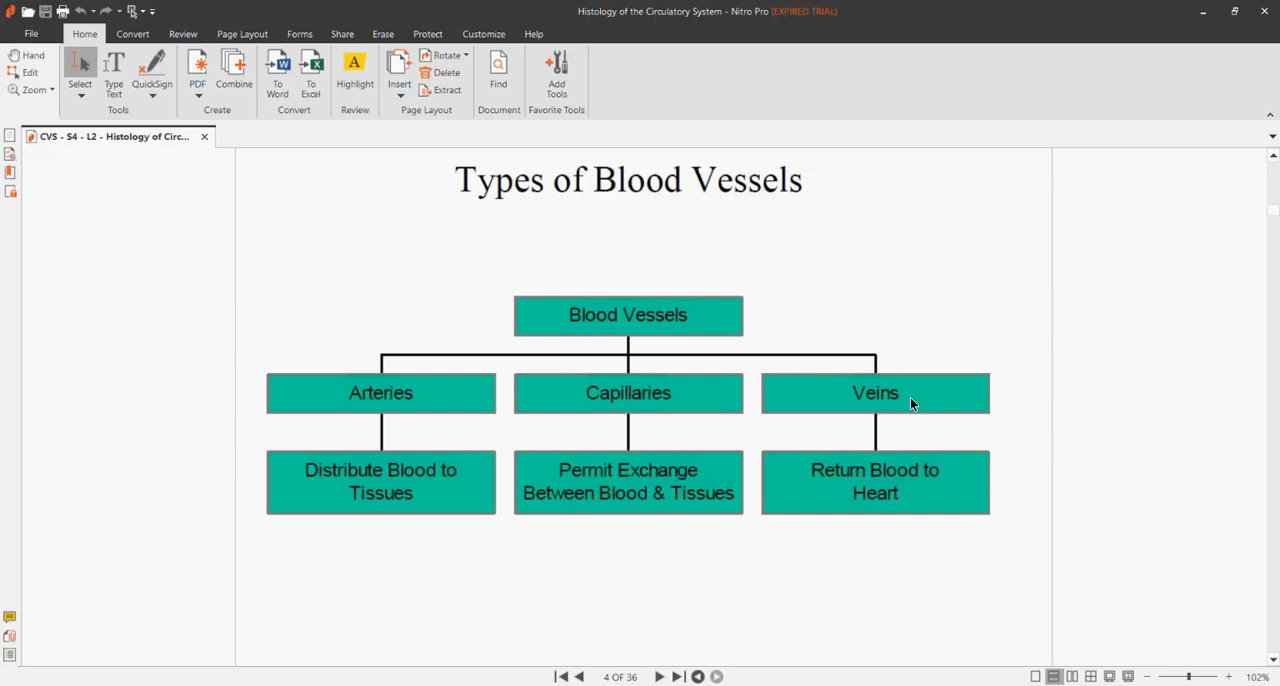 Histology of the Circulatory System - Nitro Pro (EXPIRED TRIAL)
File Home Convert Review Page Layout Forms Share Erase Protect Customize Help
Hand
Edit
Zoom
Select
Type Text
QuickSign
Tools
PDF
Combine
Create
To Word
To Excel
Convert
Highlight
Review
Insert
Rotate
Delete
Extract
Page Layout
Find
Document
Add Tools
Favorite Tools
CVS - S4 - L2 - Histology of Circ...
Types of Blood Vessels
Blood Vessels
Arteries
Capillaries
Veins
Distribute Blood to
Tissues
Permit Exchange
Between Blood & Tissues
Return Blood to
Heart
4 OF 36
102%